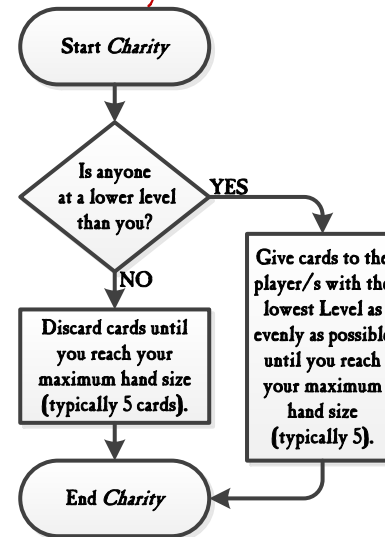 Start Charity
Is anyone
at a lower level
than you?
YES
NO
Give cards to the
player/s with the
lowest Level as
evenly as possible
until you reach
your maximum
hand size
(typically 5).
Discard cards until
you reach your
maximum hand size
(typically 5 cards).
End Charity